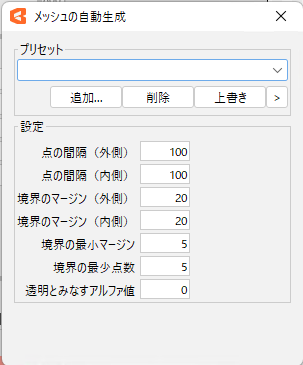 メッシュの自動生成
プリセット
追加...
削除
上書き
>
設定
点の間隔（外側） 100
点の間隔（内側） 100
境界のマージン（外側） 20
境界のマージン（内側） 20
境界の最小マージン 5
境界の最少点数 5
透明とみなすアルファ値 0